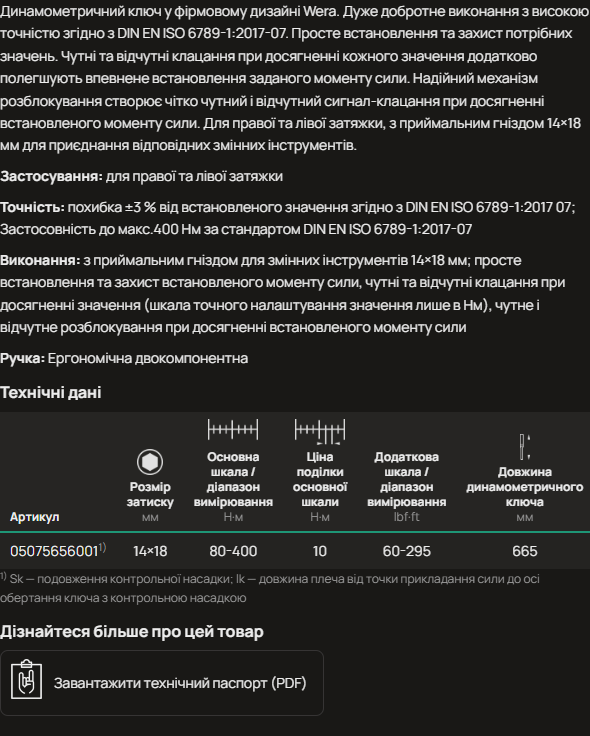 Динамометричний ключ у фірмовому дизайні Wera. Дуже добротне виконання з високою
точністю згідно з DIN EN ISO 6789-1:2017-07. Просте встановлення та захист потрібних
значень. Чутні та відчутні клацання при досягненні кожного значення додатково
полегшують впевнене встановлення заданого моменту сили. Надійний механізм
розблокування створює чітко чутний і відчутний сигнал-клацання при досягненні
встановленого моменту сили. Для правої та лівої затяжки, з приймальним гніздом 14×18
мм для приєднання відповідних змінних інструментів.
Застосування: для правої та лівої затяжки
Точність: похибка ±3 % від встановленого значення згідно з DIN EN ISO 6789-1:2017 07;
Застосовність до макс.400 Нм за стандартом DIN EN ISO 6789-1:2017-07
Виконання: з приймальним гніздом для змінних інструментів 14×18 мм; просте
встановлення та захист встановленого моменту сили, чутні та відчутні клацання при
досягненні значення (шкала точного налаштування значення лише в Нм), чутне і
відчутне розблокування при досягненні встановленого моменту сили
Ручка: Ергономічна двокомпонентна
Технічні дані
Артикул
Розмір
затиску
мм
Основна
шкала /
діапазон
вимірювання
Н·м
Ціна
поділки
основної
шкали
Н·м
Додаткова
шкала /
діапазон
вимірювання
lbf·ft
Довжина
динамометричного
ключа
мм
05075656001¹⁾ 14×18 80-400 10 60-295 665
¹⁾ Sk — подовження контрольної насадки; lk — довжина плеча від точки прикладання сили до осі
обертання ключа з контрольною насадкою
Дізнайтеся більше про цей товар
Завантажити технічний паспорт (PDF)